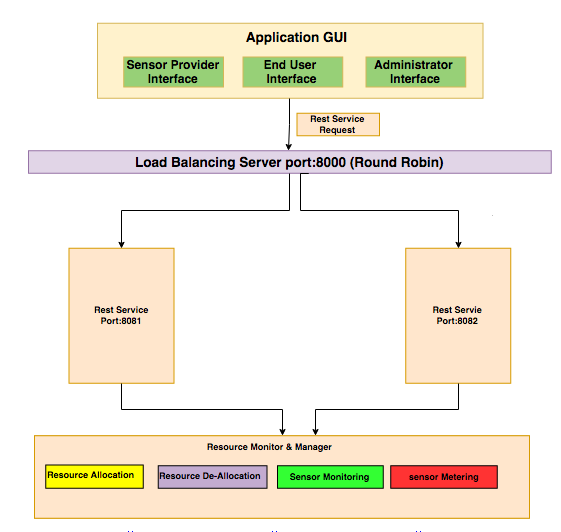 Application GUI
Sensor Provider
Interface
End User
Interface
Administrator
Interface
Rest Service
Request
Load Balancing Server port:8000 (Round Robin)
Rest Service
Port:8081
Rest Servie
Port:8082
Resource Monitor & Manager
Resource Allocation
Resource De-Allocation
Sensor Monitoring
sensor Metering